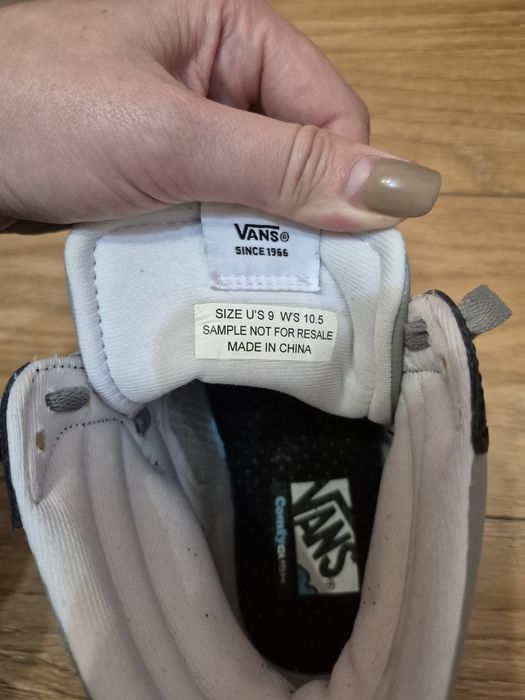 VANS®
SINCE 1966
SIZE U'S 9 W'S 10.5
SAMPLE NOT FOR RESALE
MADE IN CHINA
VANS®
ComfyCUSH